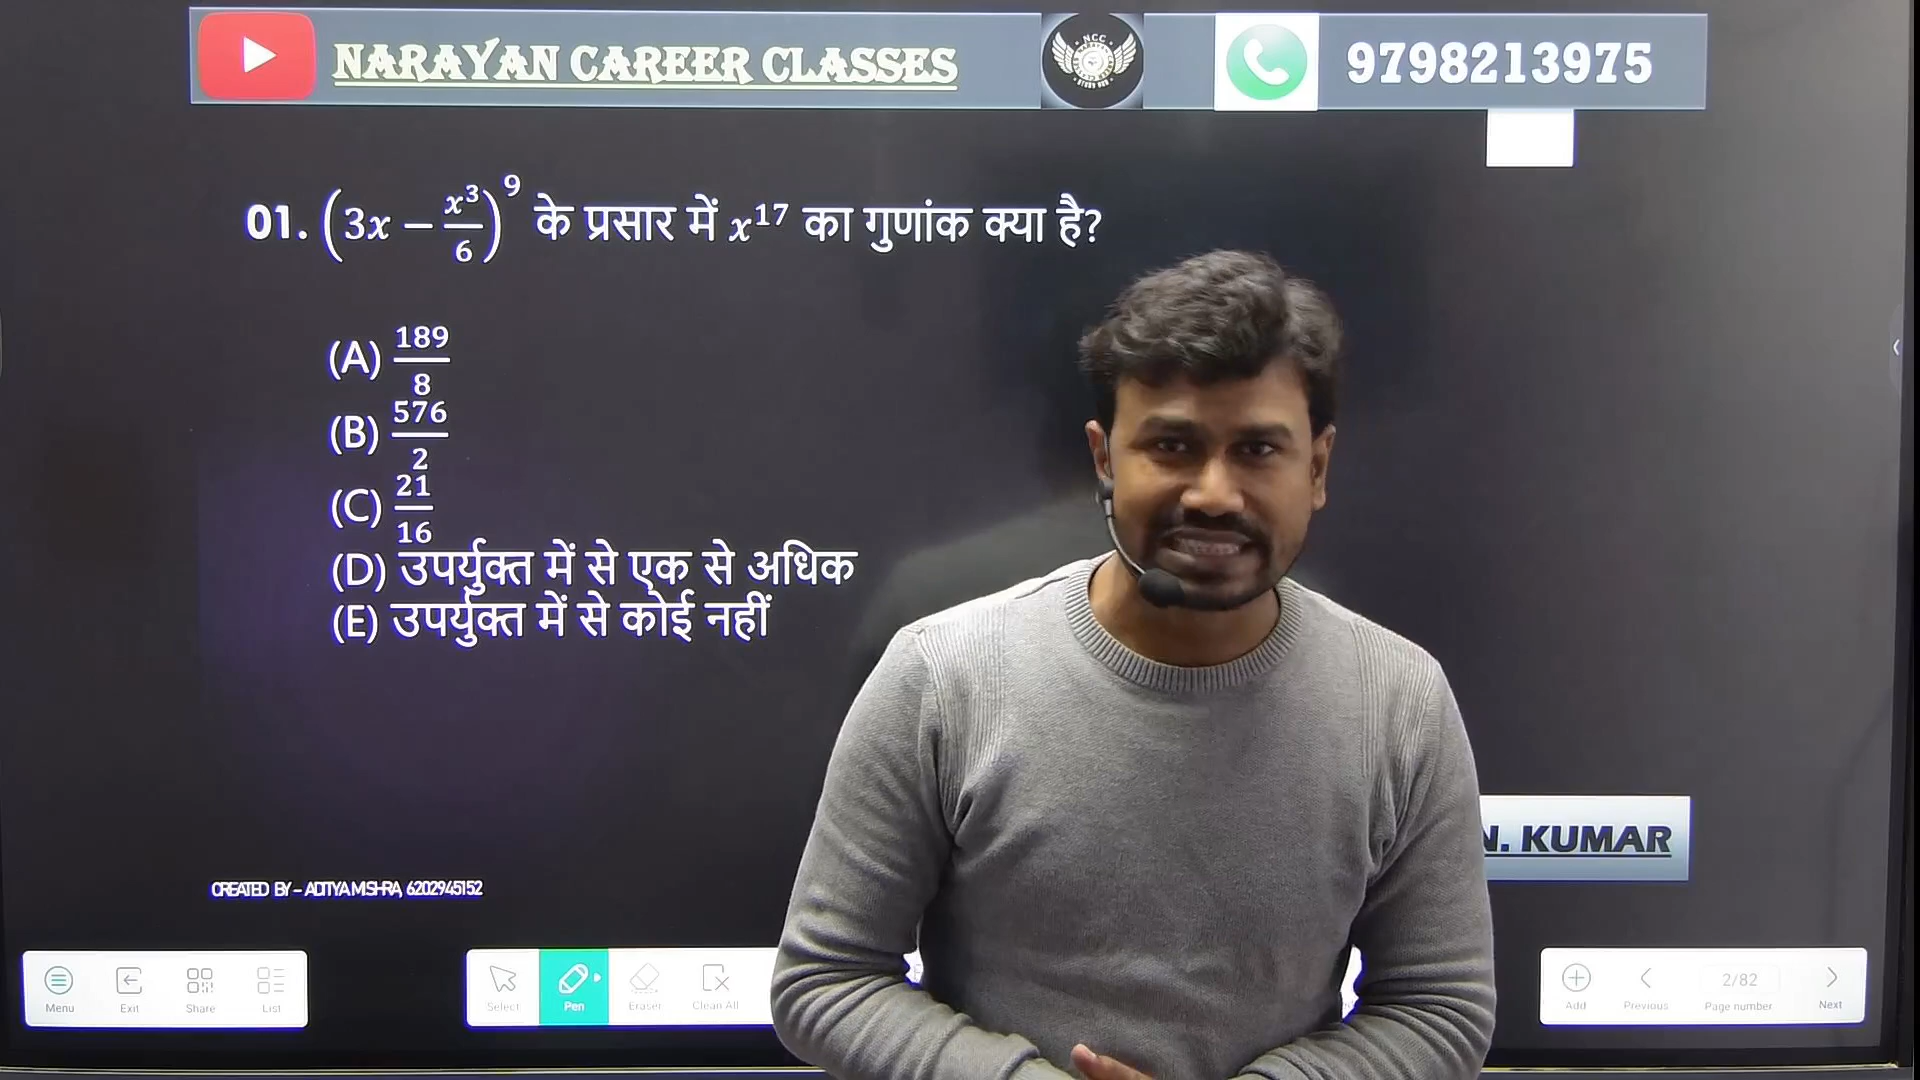 NARAYAN CAREER CLASSES
NCC
9798213975
01. (3x − x³/6)⁹ के प्रसार में x¹⁷ का गुणांक क्या है?
(A) 189/8
(B) 576/2
(C) 21/16
(D) उपर्युक्त में से एक से अधिक
(E) उपर्युक्त में से कोई नहीं
N. KUMAR
CREATED BY – ADITYA MISHRA, 6202945152
Menu Exit Share List
Select Pen Eraser Clean All
Add Previous 2/82 Page number Next